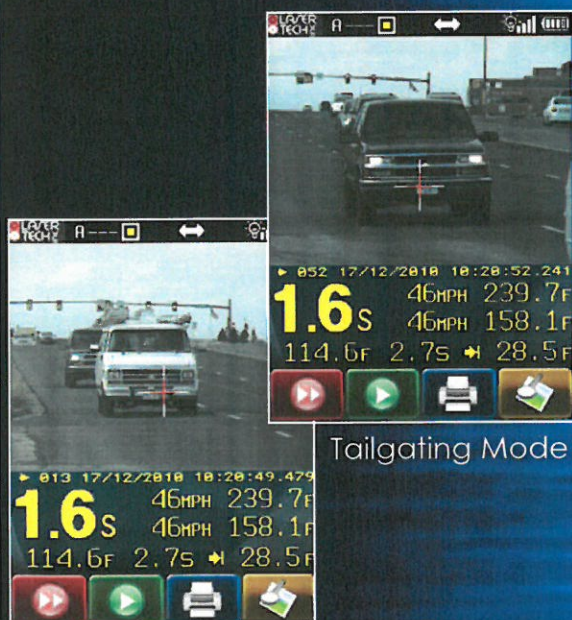 LASER
TECH INC
A---
052 17/12/2010 10:20:52.241
1.6s 46MPH 239.7F
46MPH 158.1F
114.6F 2.7s 28.5F
Tailgating Mode
LASER
TECH
A---
013 17/12/2010 10:20:49.479
1.6s 46MPH 239.7F
46MPH 158.1F
114.6F 2.7s 28.5F